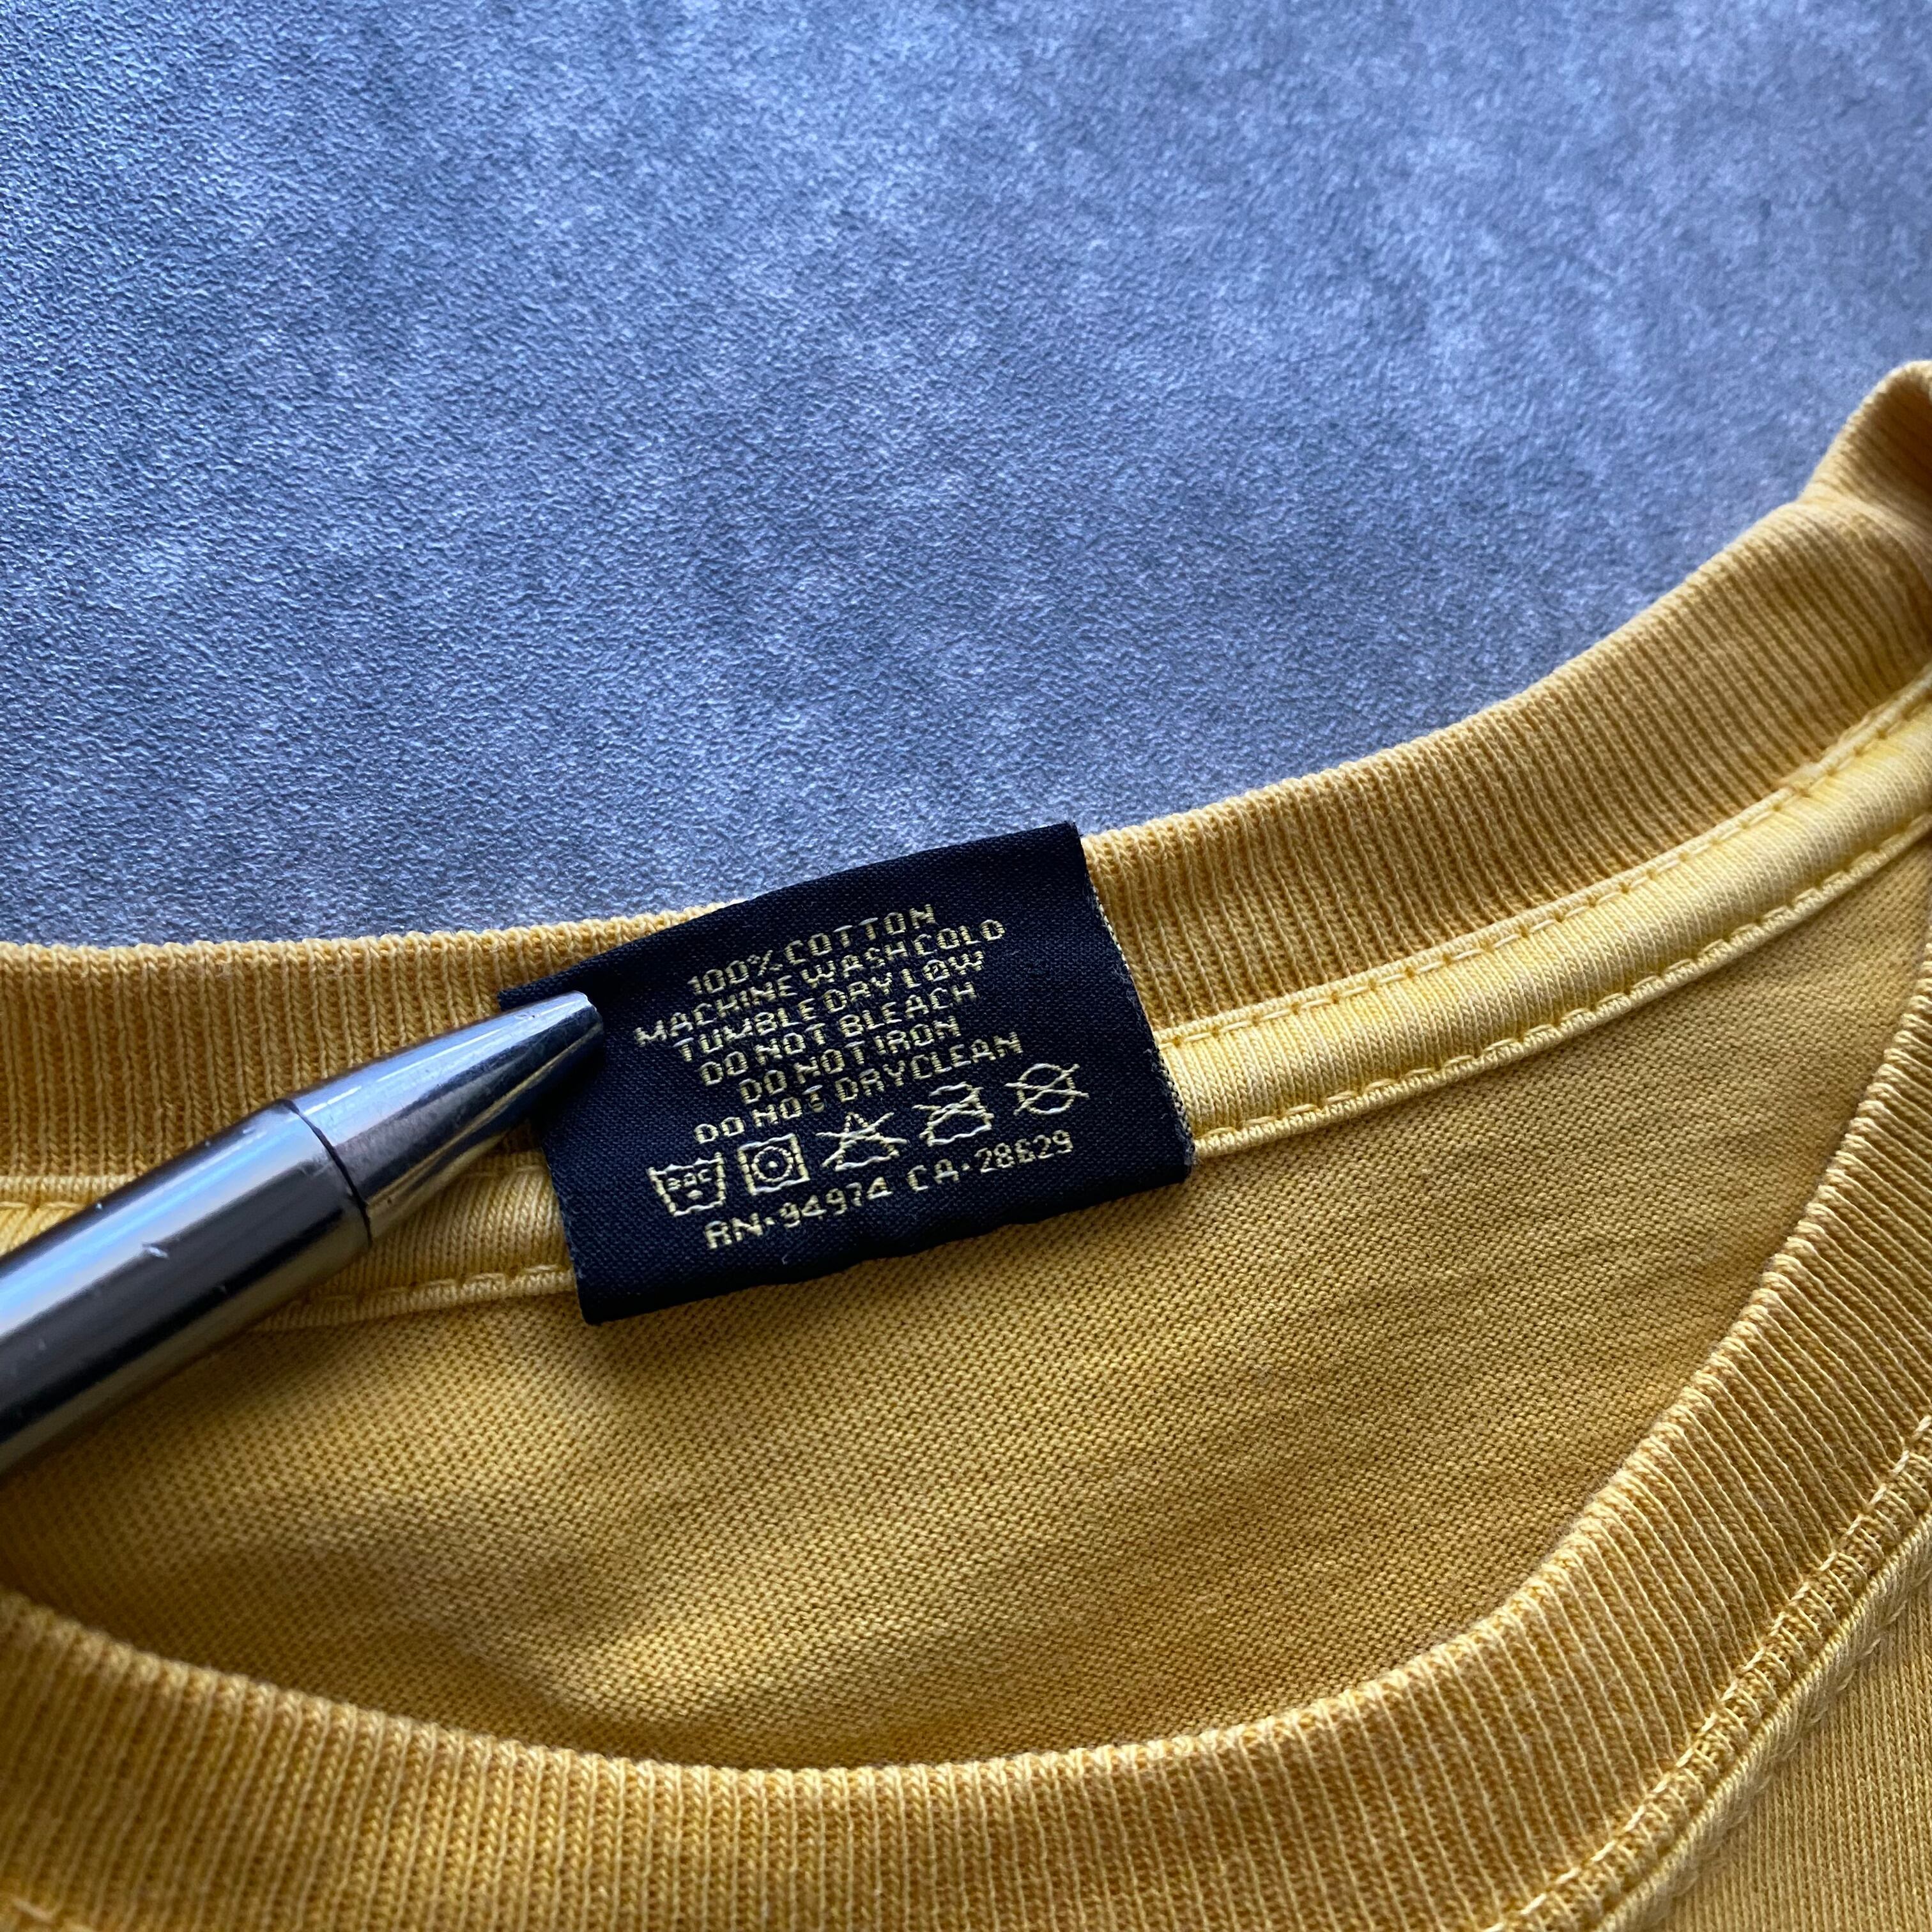 100% COTTON
MACHINE WASH COLD
TUMBLE DRY LOW
DO NOT BLEACH
DO NOT IRON
DO NOT DRYCLEAN
30C
RN·94974 CA·28629